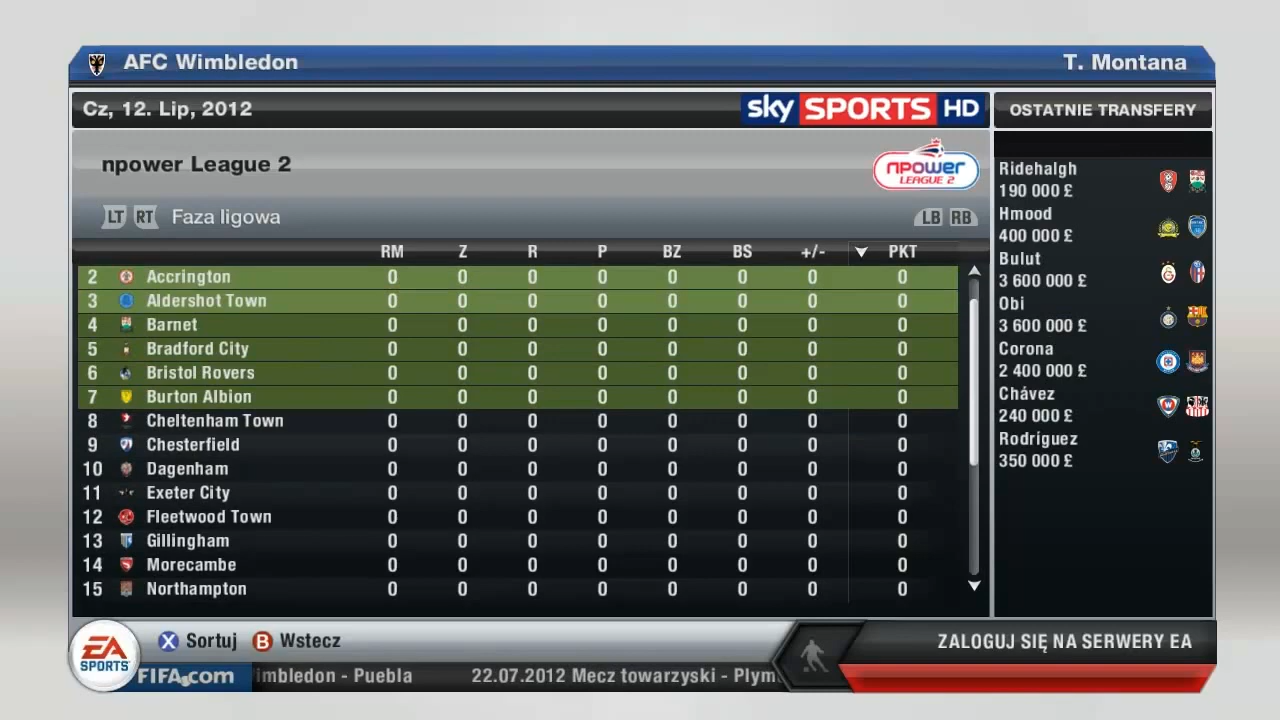 AFC Wimbledon
T. Montana
Cz, 12. Lip, 2012
sky SPORTS HD
OSTATNIE TRANSFERY
npower League 2
npower
LEAGUE 2
LT RT Faza ligowa
LB RB
RM Z R P BZ BS +/- PKT
2 Accrington 0 0 0 0 0 0 0 0
3 Aldershot Town 0 0 0 0 0 0 0 0
4 Barnet 0 0 0 0 0 0 0 0
5 Bradford City 0 0 0 0 0 0 0 0
6 Bristol Rovers 0 0 0 0 0 0 0 0
7 Burton Albion 0 0 0 0 0 0 0 0
8 Cheltenham Town 0 0 0 0 0 0 0 0
9 Chesterfield 0 0 0 0 0 0 0 0
10 Dagenham 0 0 0 0 0 0 0 0
11 Exeter City 0 0 0 0 0 0 0 0
12 Fleetwood Town 0 0 0 0 0 0 0 0
13 Gillingham 0 0 0 0 0 0 0 0
14 Morecambe 0 0 0 0 0 0 0 0
15 Northampton 0 0 0 0 0 0 0 0
Ridehalgh
190 000 £
Hmood
400 000 £
Bulut
3 600 000 £
Obi
3 600 000 £
Corona
2 400 000 £
Chávez
240 000 £
Rodríguez
350 000 £
EA SPORTS
X Sortuj B Wstecz
ZALOGUJ SIĘ NA SERWERY EA
FIFA.com
imbledon - Puebla 22.07.2012 Mecz towarzyski - Plym